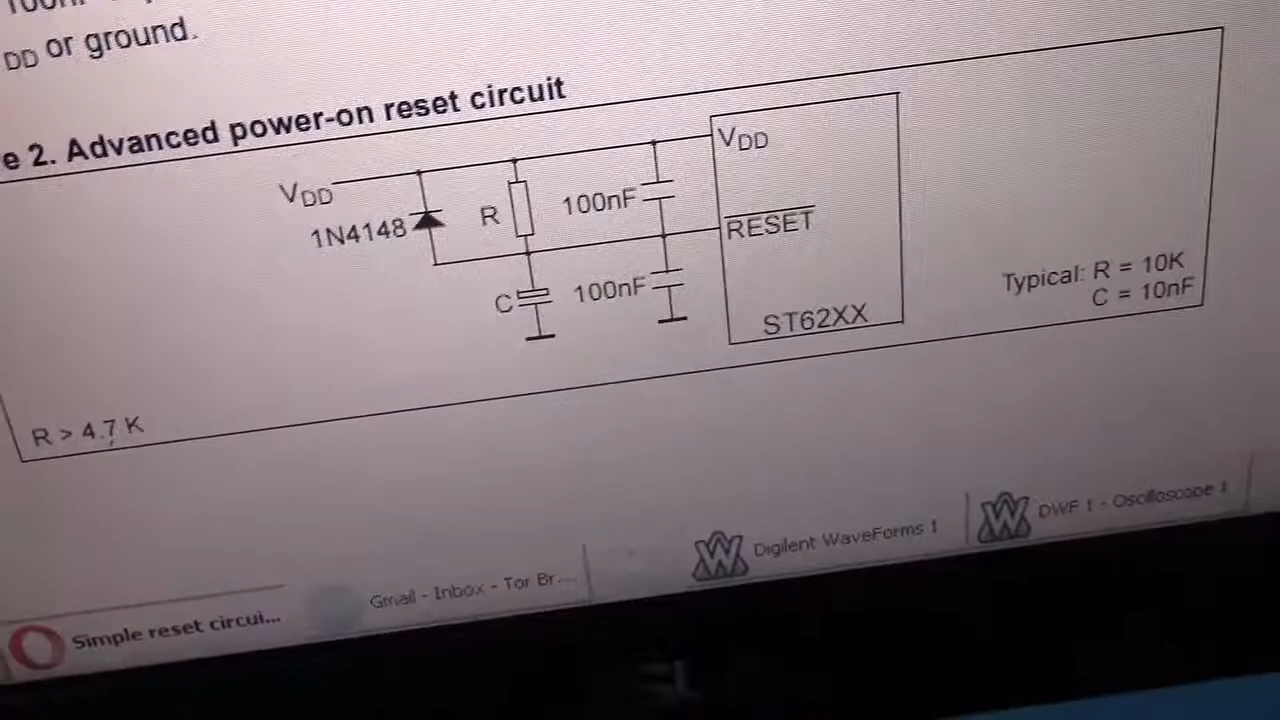 DD or ground.
e 2. Advanced power-on reset circuit
VDD
1N4148
R
100nF
VDD
RESET
C
100nF
ST62XX
Typical: R = 10K
C = 10nF
R > 4.7 K
Simple reset circui...
Gmail - Inbox - Tor Br...
Digilent WaveForms 1
DWF 1 - Oscilloscope 1